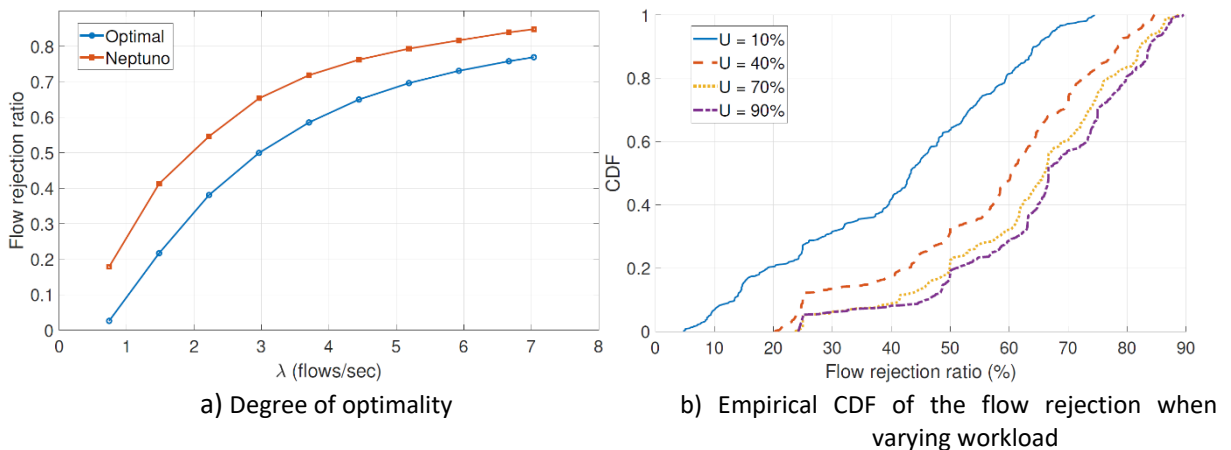 Optimal
Neptuno
Flow rejection ratio
0.8
0.7
0.6
0.5
0.4
0.3
0.2
0.1
0
0 1 2 3 4 5 6 7 8
λ (flows/sec)
a) Degree of optimality
U = 10%
U = 40%
U = 70%
U = 90%
CDF
1
0.8
0.6
0.4
0.2
0
0 10 20 30 40 50 60 70 80 90
Flow rejection ratio (%)
b) Empirical CDF of the flow rejection when
varying workload